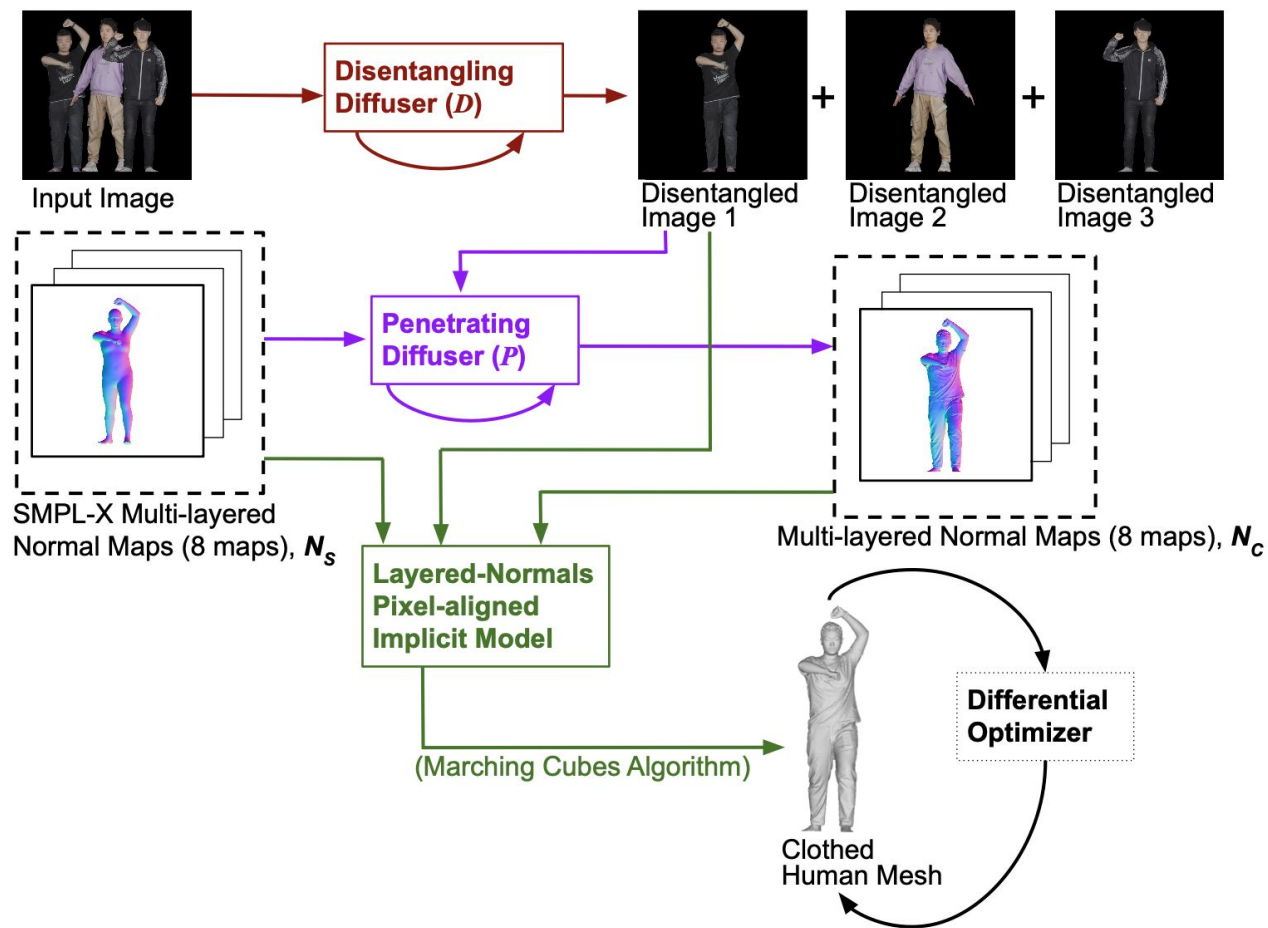 Disentangling
Diffuser (D)
+
+
Input Image
Disentangled
Image 1
Disentangled
Image 2
Disentangled
Image 3
Penetrating
Diffuser (P)
SMPL-X Multi-layered
Normal Maps (8 maps), N_S
Multi-layered Normal Maps (8 maps), N_C
Layered-Normals
Pixel-aligned
Implicit Model
Differential
Optimizer
(Marching Cubes Algorithm)
Clothed
Human Mesh